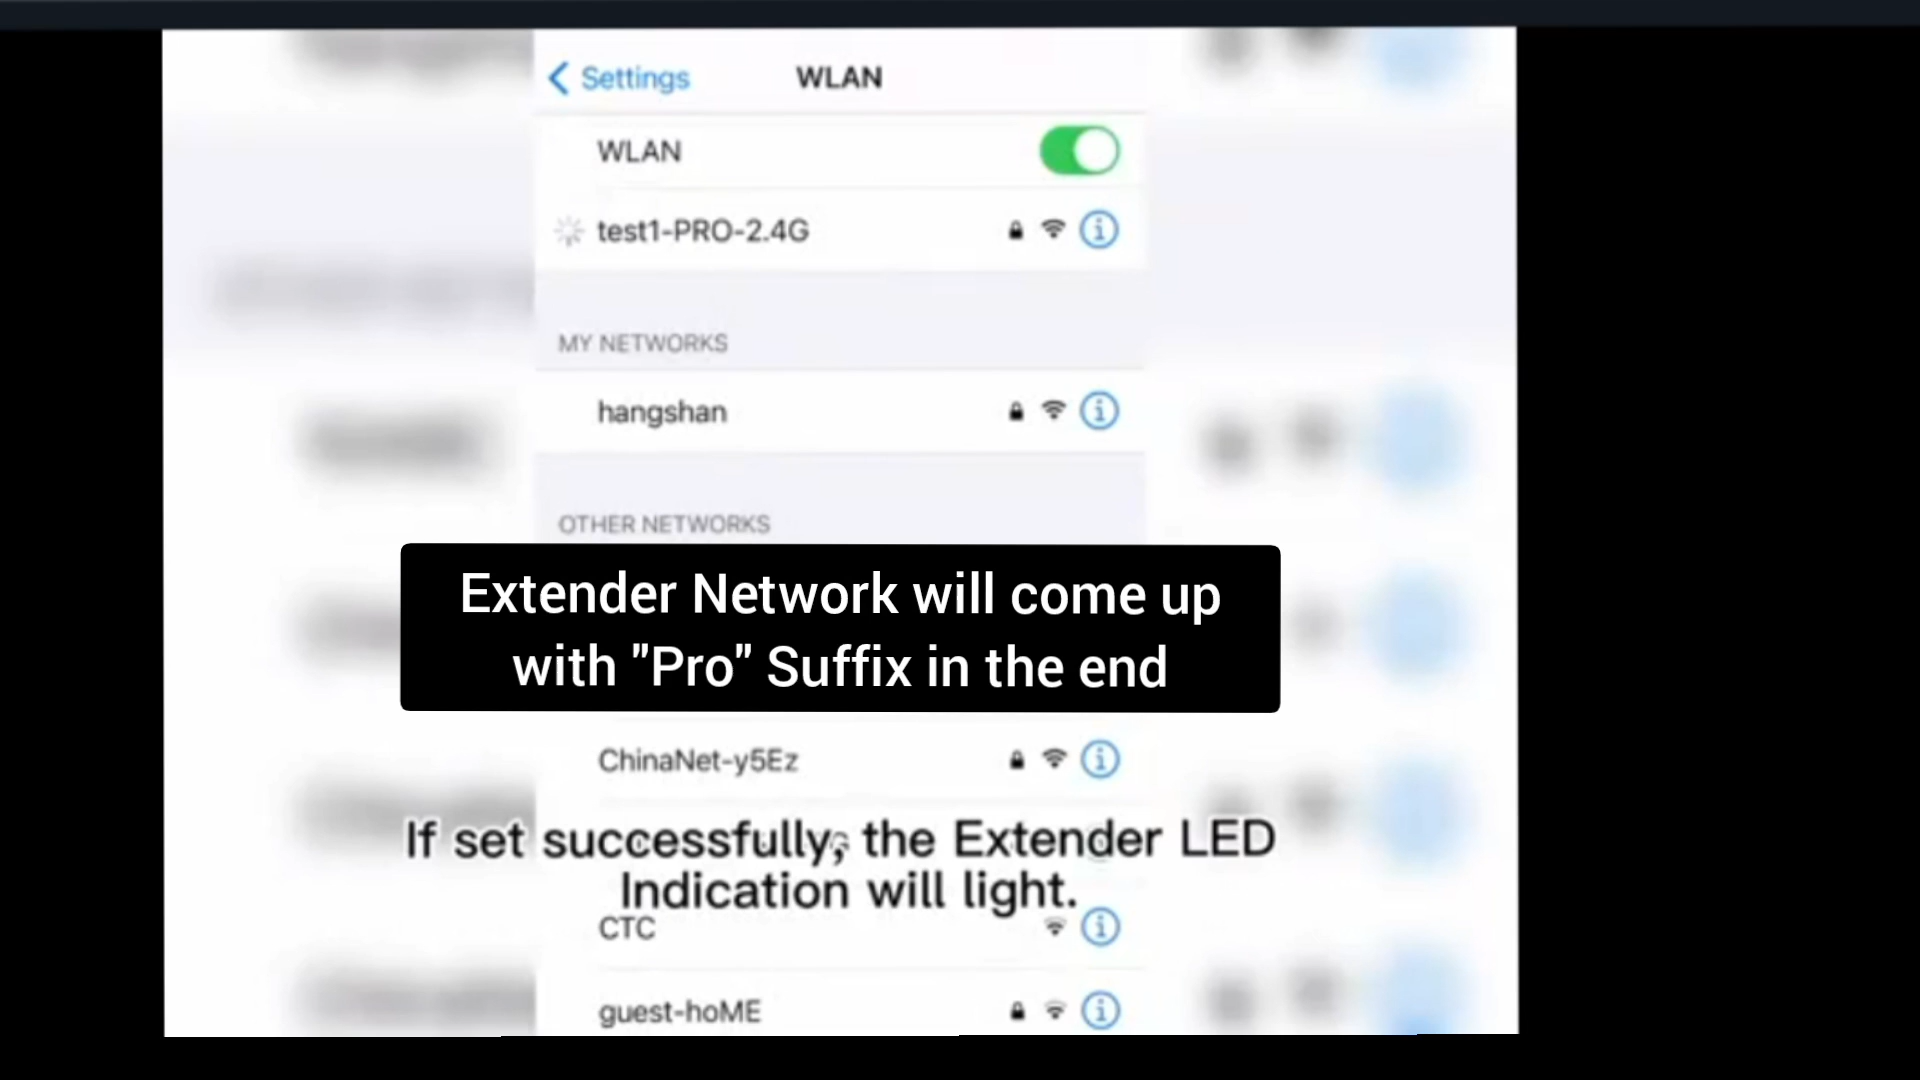 Settings
WLAN
WLAN
test1-PRO-2.4G
MY NETWORKS
hangshan
OTHER NETWORKS
Extender Network will come up
with "Pro" Suffix in the end
ChinaNet-y5Ez
If set successfully, the Extender LED
Indication will light.
CTC
guest-hoME